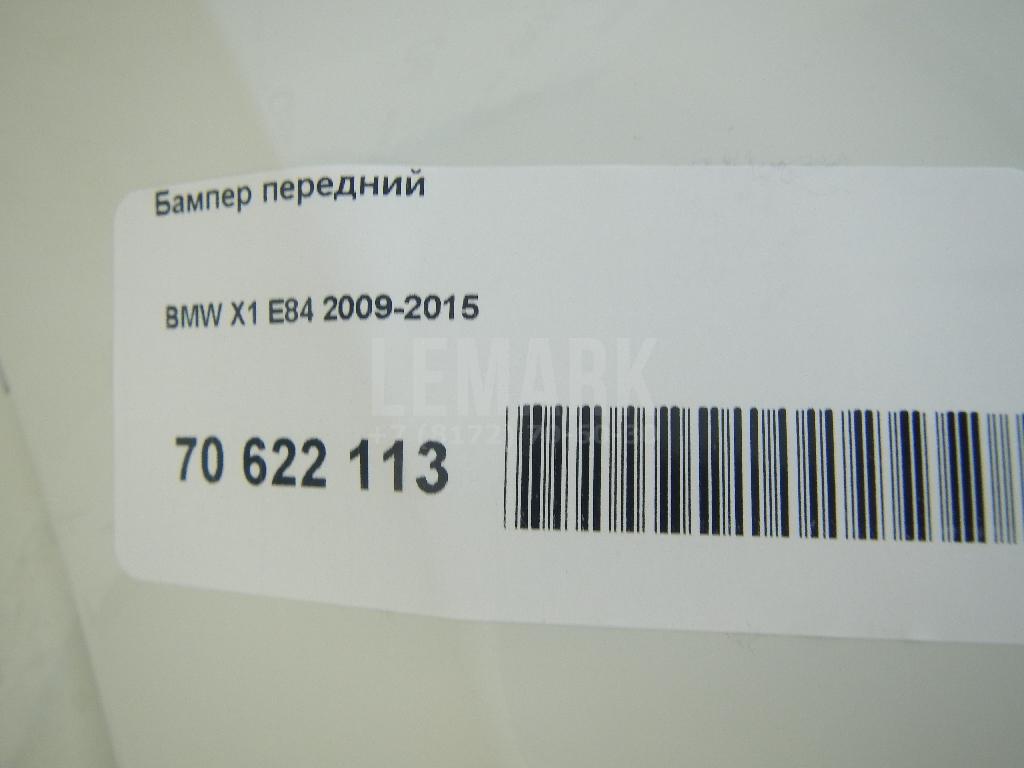 Бампер передний
BMW X1 E84 2009-2015
LEMARK
70 622 113